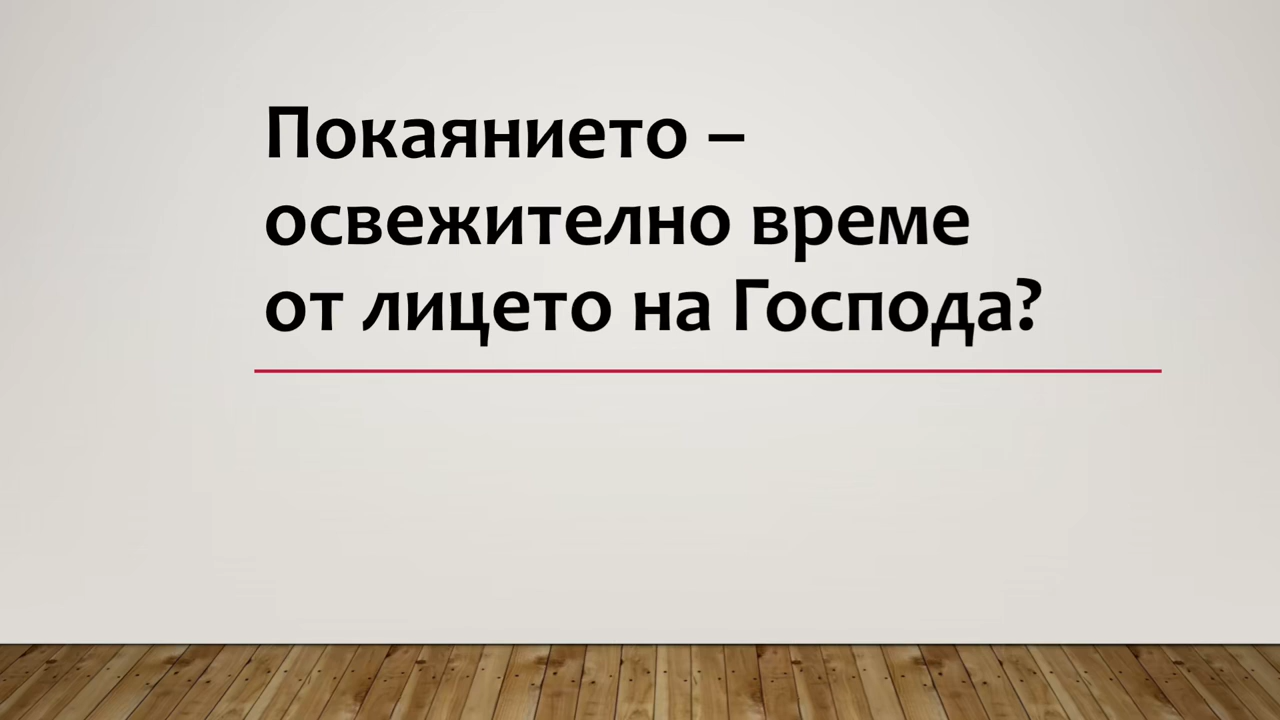 Покаянието –
освежително време
от лицето на Господа?